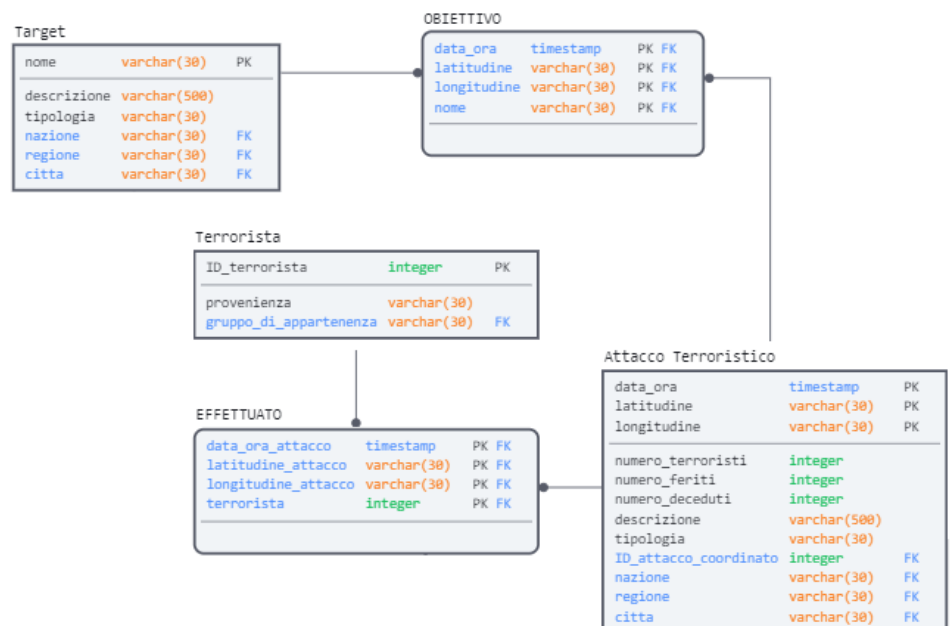 Target
nome varchar(30) PK
descrizione varchar(500)
tipologia varchar(30)
nazione varchar(30) FK
regione varchar(30) FK
citta varchar(30) FK
OBIETTIVO
data_ora timestamp PK FK
latitudine varchar(30) PK FK
longitudine varchar(30) PK FK
nome varchar(30) PK FK
Terrorista
ID_terrorista integer PK
provenienza varchar(30)
gruppo_di_appartenenza varchar(30) FK
EFFETTUATO
data_ora_attacco timestamp PK FK
latitudine_attacco varchar(30) PK FK
longitudine_attacco varchar(30) PK FK
terrorista integer PK FK
Attacco Terroristico
data_ora timestamp PK
latitudine varchar(30) PK
longitudine varchar(30) PK
numero_terroristi integer
numero_feriti integer
numero_deceduti integer
descrizione varchar(500)
tipologia varchar(30)
ID_attacco_coordinato integer FK
nazione varchar(30) FK
regione varchar(30) FK
citta varchar(30) FK